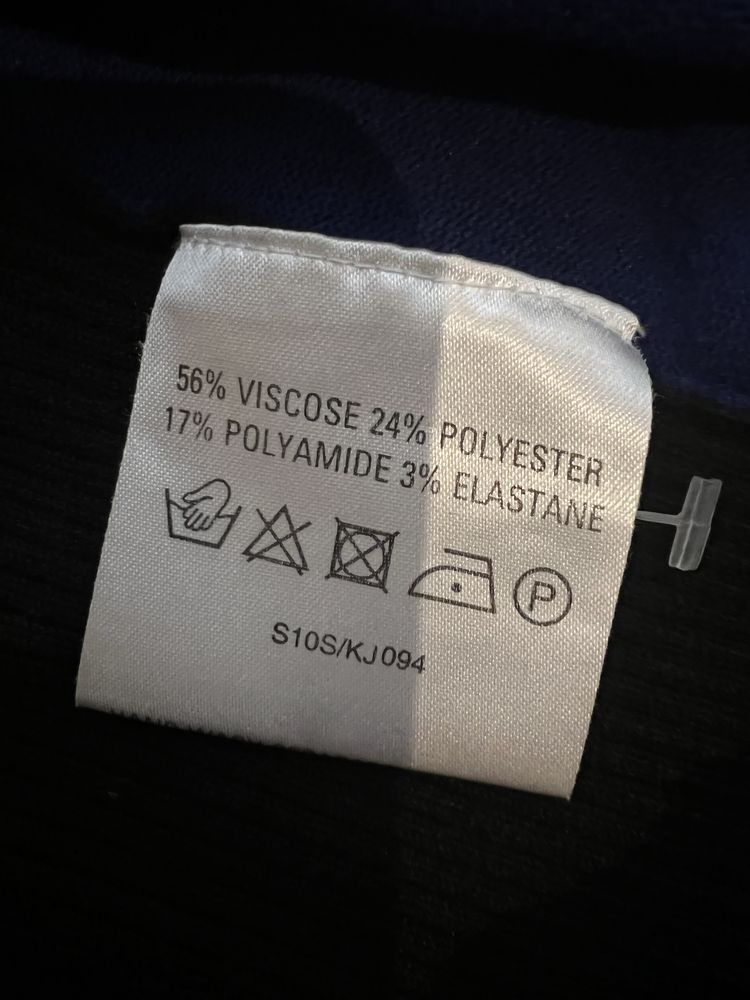 56% VISCOSE 24% POLYESTER
17% POLYAMIDE 3% ELASTANE
P
S10S/KJ094